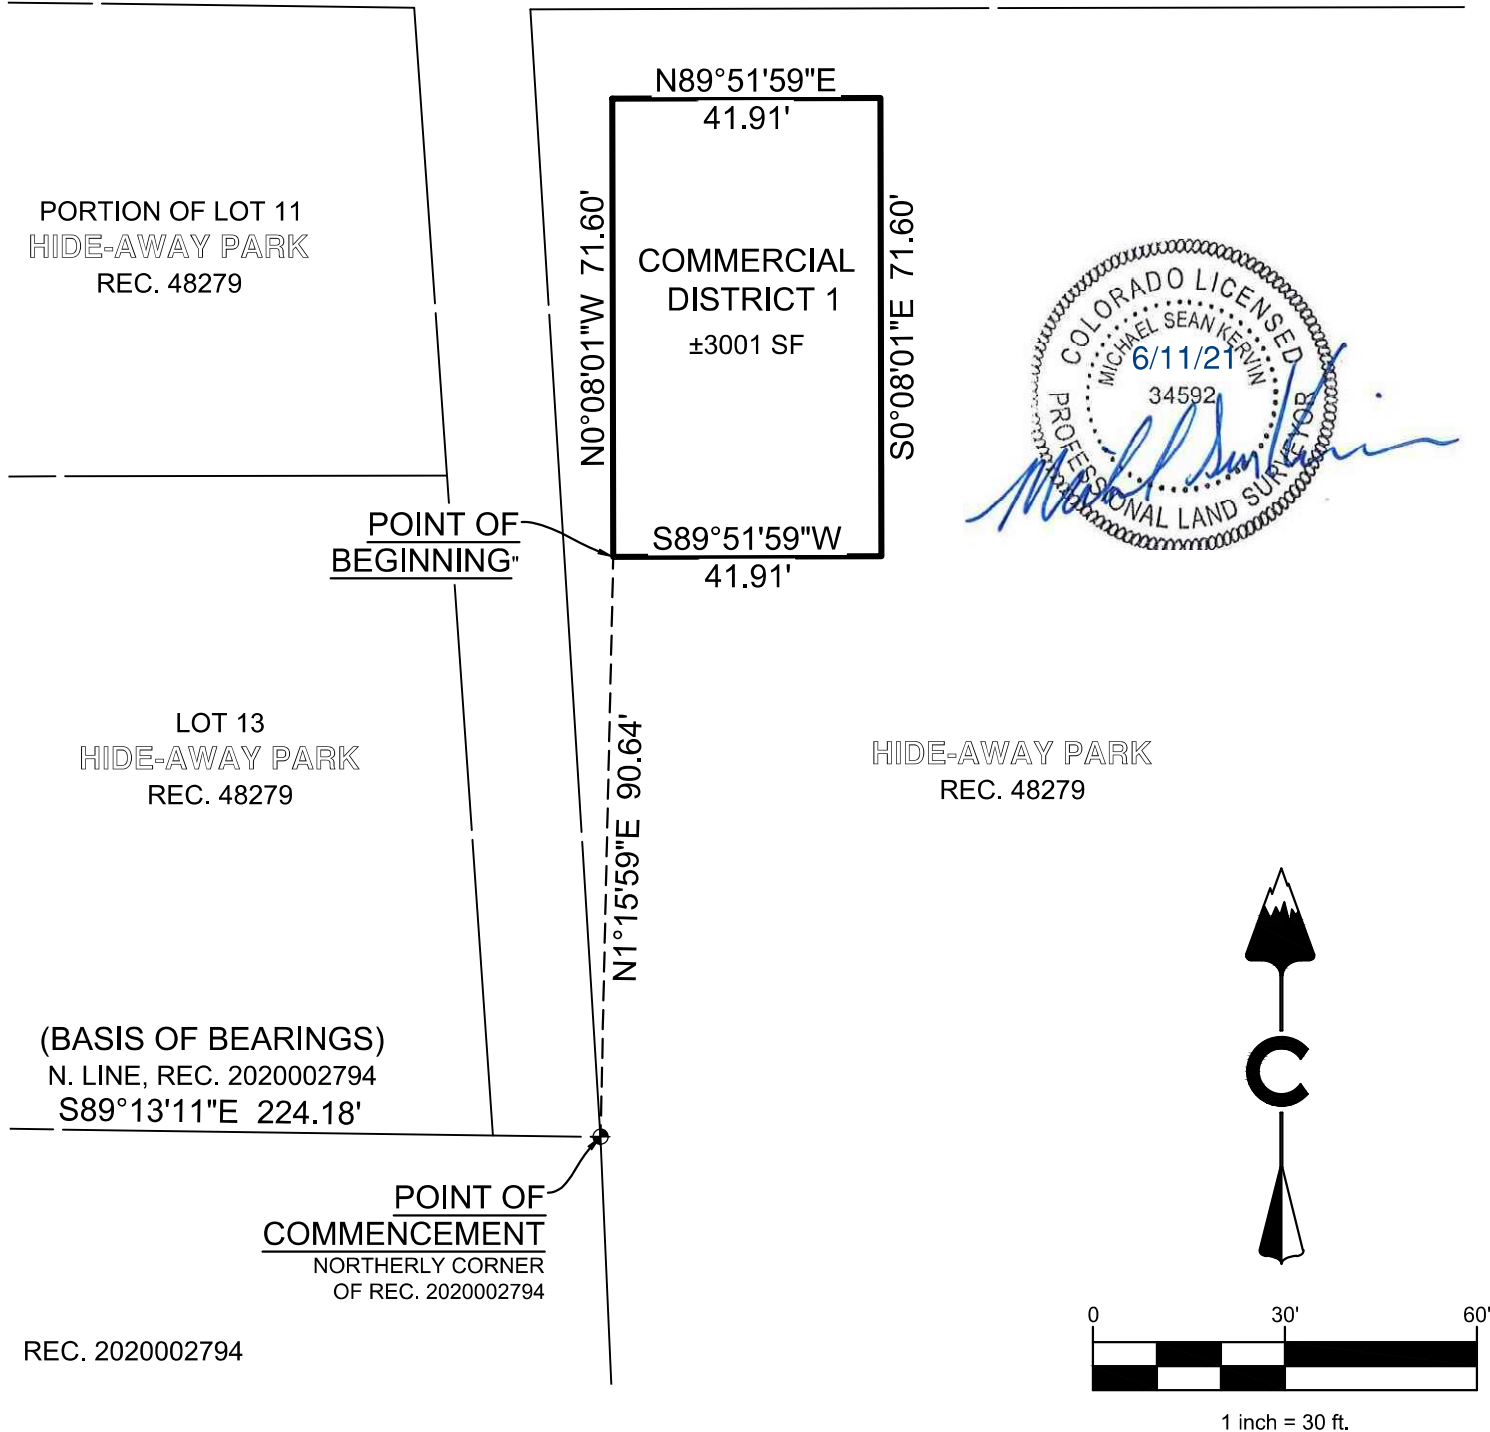 N89°51'59"E
41.91'
PORTION OF LOT 11
HIDE-AWAY PARK
REC. 48279
N0°08'01"W 71.60'
COMMERCIAL
DISTRICT 1
±3001 SF
S0°08'01"E 71.60'
COLORADO LICENSED
MICHAEL SEAN KERVIN
6/11/21
34592
PROFESSIONAL LAND SURVEYOR
POINT OF
BEGINNING"
S89°51'59"W
41.91'
LOT 13
HIDE-AWAY PARK
REC. 48279
N1°15'59"E 90.64'
HIDE-AWAY PARK
REC. 48279
(BASIS OF BEARINGS)
N. LINE, REC. 2020002794
S89°13'11"E 224.18'
C
POINT OF
COMMENCEMENT
NORTHERLY CORNER
OF REC. 2020002794
REC. 2020002794
0 30' 60'
1 inch = 30 ft.